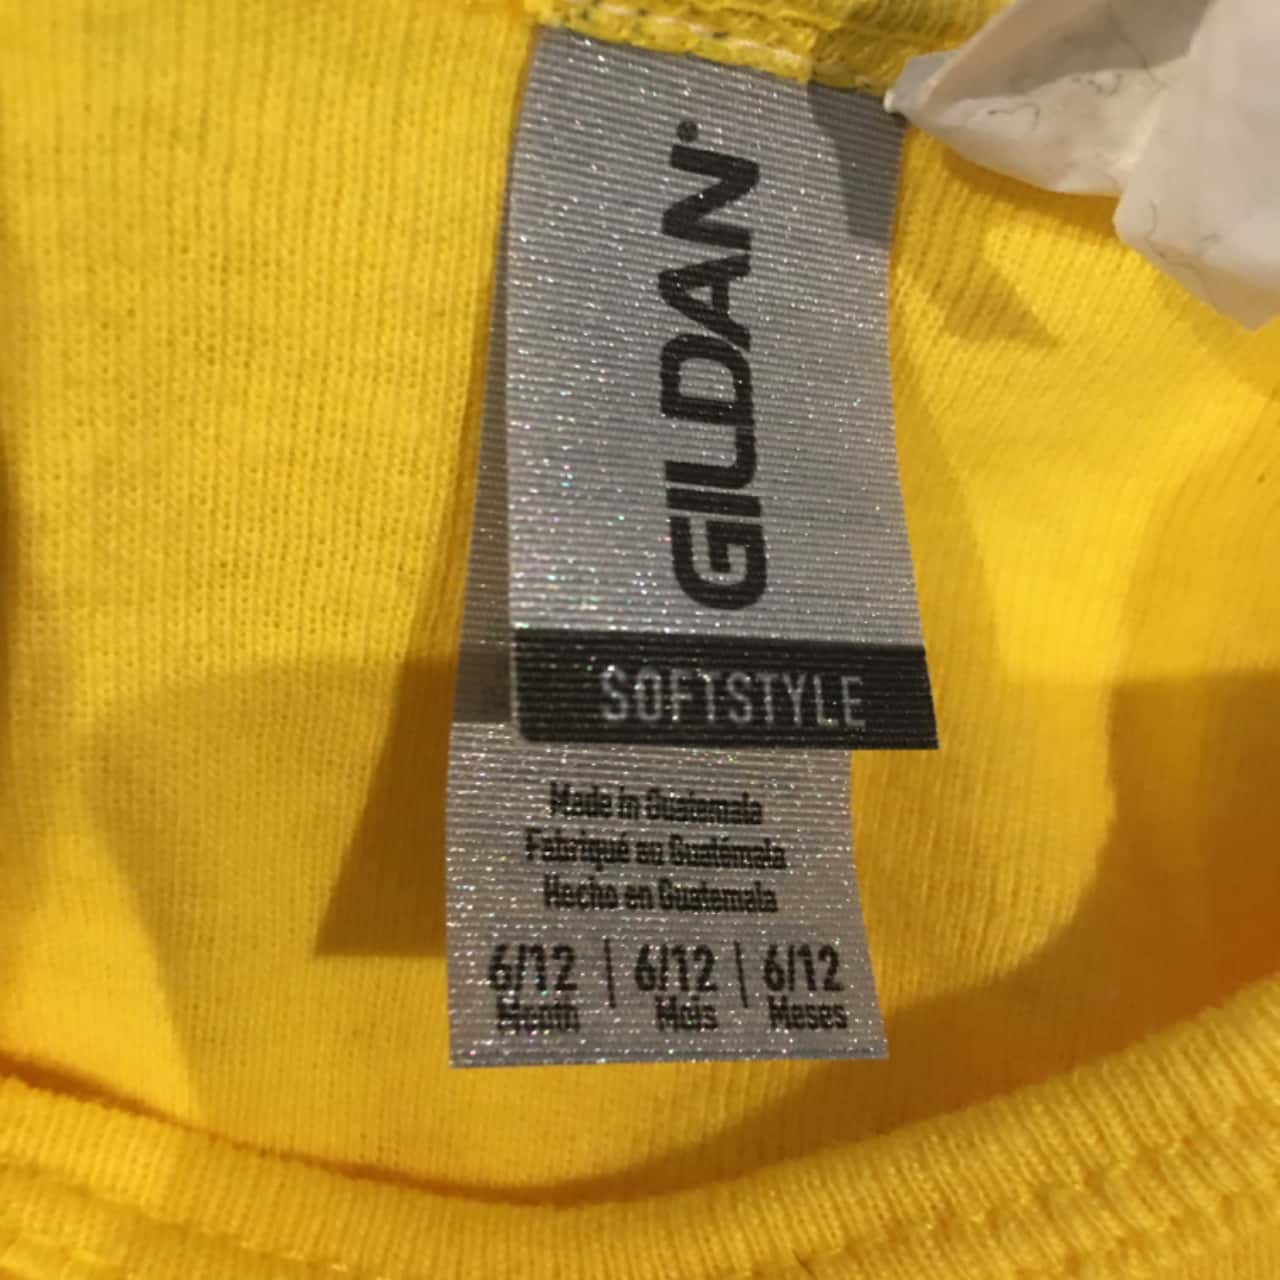 GILDAN
SOFTSTYLE
Made in Guatemala
Fabriqué au Guatémala
Hecho en Guatemala
6/12 | 6/12 | 6/12
Month Mois Meses